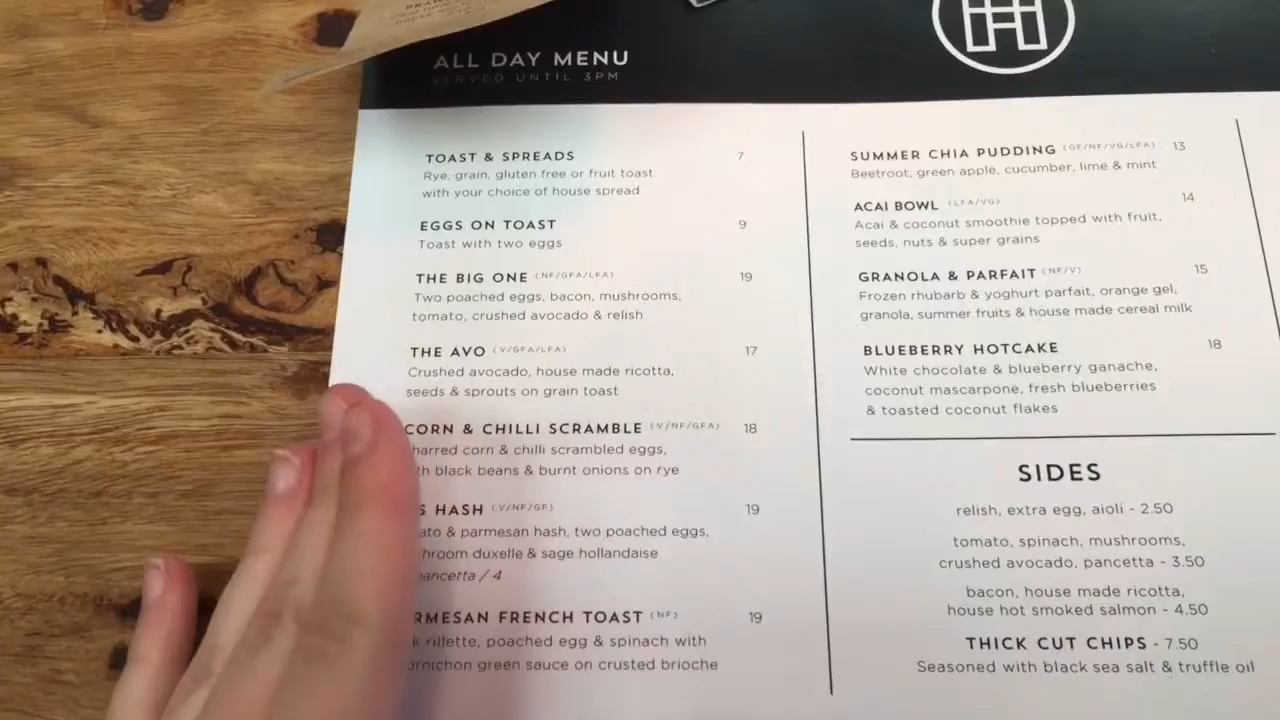 ALL DAY MENU
SERVED UNTIL 3PM
TOAST & SPREADS 7
Rye, grain, gluten free or fruit toast
with your choice of house spread
EGGS ON TOAST 9
Toast with two eggs
THE BIG ONE (NF/GFA/LFA) 19
Two poached eggs, bacon, mushrooms,
tomato, crushed avocado & relish
THE AVO (V/GFA/LFA) 17
Crushed avocado, house made ricotta,
seeds & sprouts on grain toast
CORN & CHILLI SCRAMBLE (V/NF/GFA) 18
harred corn & chilli scrambled eggs,
th black beans & burnt onions on rye
S HASH (V/NF/GF) 19
ato & parmesan hash, two poached eggs,
hroom duxelle & sage hollandaise
pancetta / 4
RMESAN FRENCH TOAST (NF) 19
k rillette, poached egg & spinach with
ornichon green sauce on crusted brioche
SUMMER CHIA PUDDING (GF/NF/VG/LFA) 13
Beetroot, green apple, cucumber, lime & mint
ACAI BOWL (LFA/VG) 14
Acai & coconut smoothie topped with fruit,
seeds, nuts & super grains
GRANOLA & PARFAIT (NF/V) 15
Frozen rhubarb & yoghurt parfait, orange gel,
granola, summer fruits & house made cereal milk
BLUEBERRY HOTCAKE 18
White chocolate & blueberry ganache,
coconut mascarpone, fresh blueberries
& toasted coconut flakes
SIDES
relish, extra egg, aioli - 2.50
tomato, spinach, mushrooms,
crushed avocado, pancetta - 3.50
bacon, house made ricotta,
house hot smoked salmon - 4.50
THICK CUT CHIPS - 7.50
Seasoned with black sea salt & truffle oil